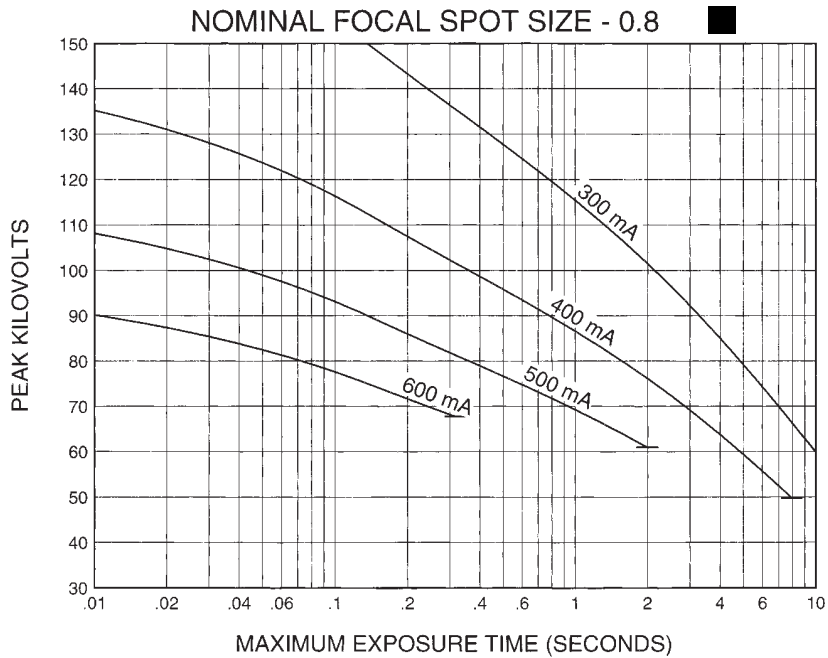 NOMINAL FOCAL SPOT SIZE - 0.8
PEAK KILOVOLTS
150
140
130
120
110
100
90
80
70
60
50
40
30
300 mA
400 mA
500 mA
600 mA
.01 .02 .04 .06 .1 .2 .4 .6 1 2 4 6 10
MAXIMUM EXPOSURE TIME (SECONDS)